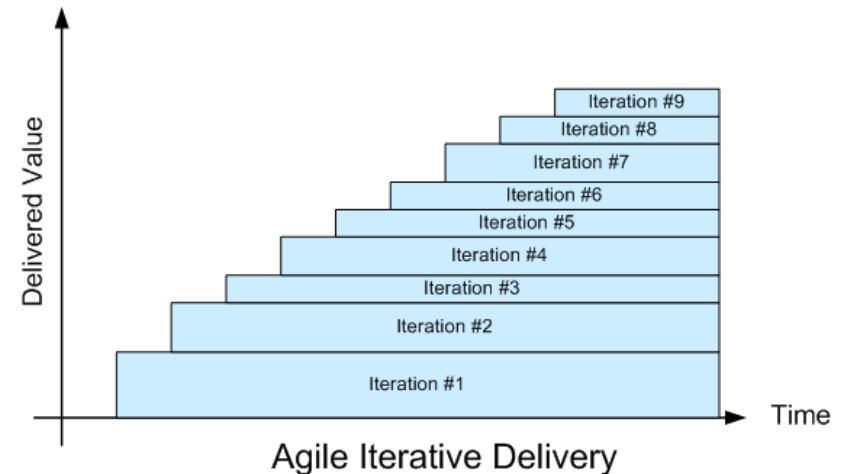 Delivered Value
Iteration #9
Iteration #8
Iteration #7
Iteration #6
Iteration #5
Iteration #4
Iteration #3
Iteration #2
Iteration #1
Time
Agile Iterative Delivery